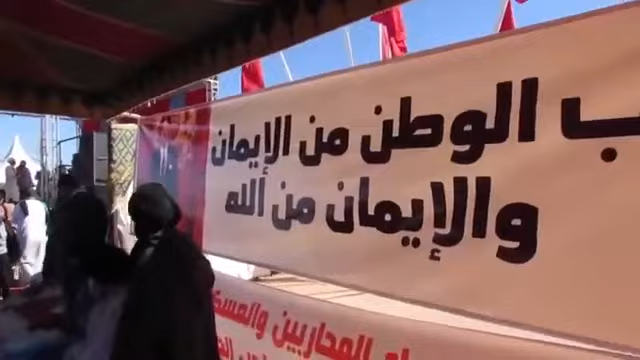 ب الوطن من الإيمان
والإيمان من الله
المحاربين والعسك